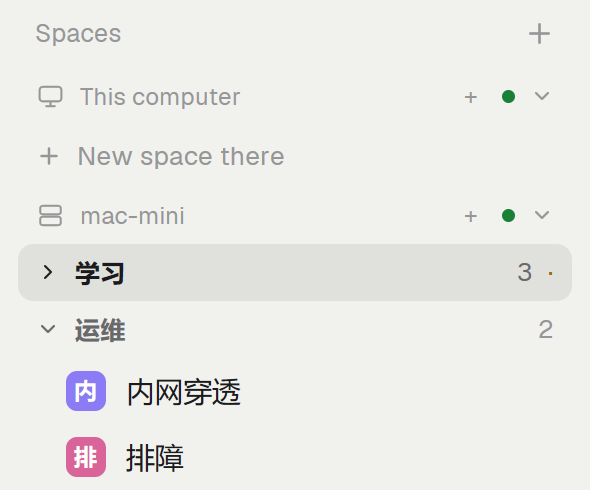 Spaces +
This computer +
+ New space there
mac-mini +
学习 3 ·
运维 2
内 内网穿透
排 排障